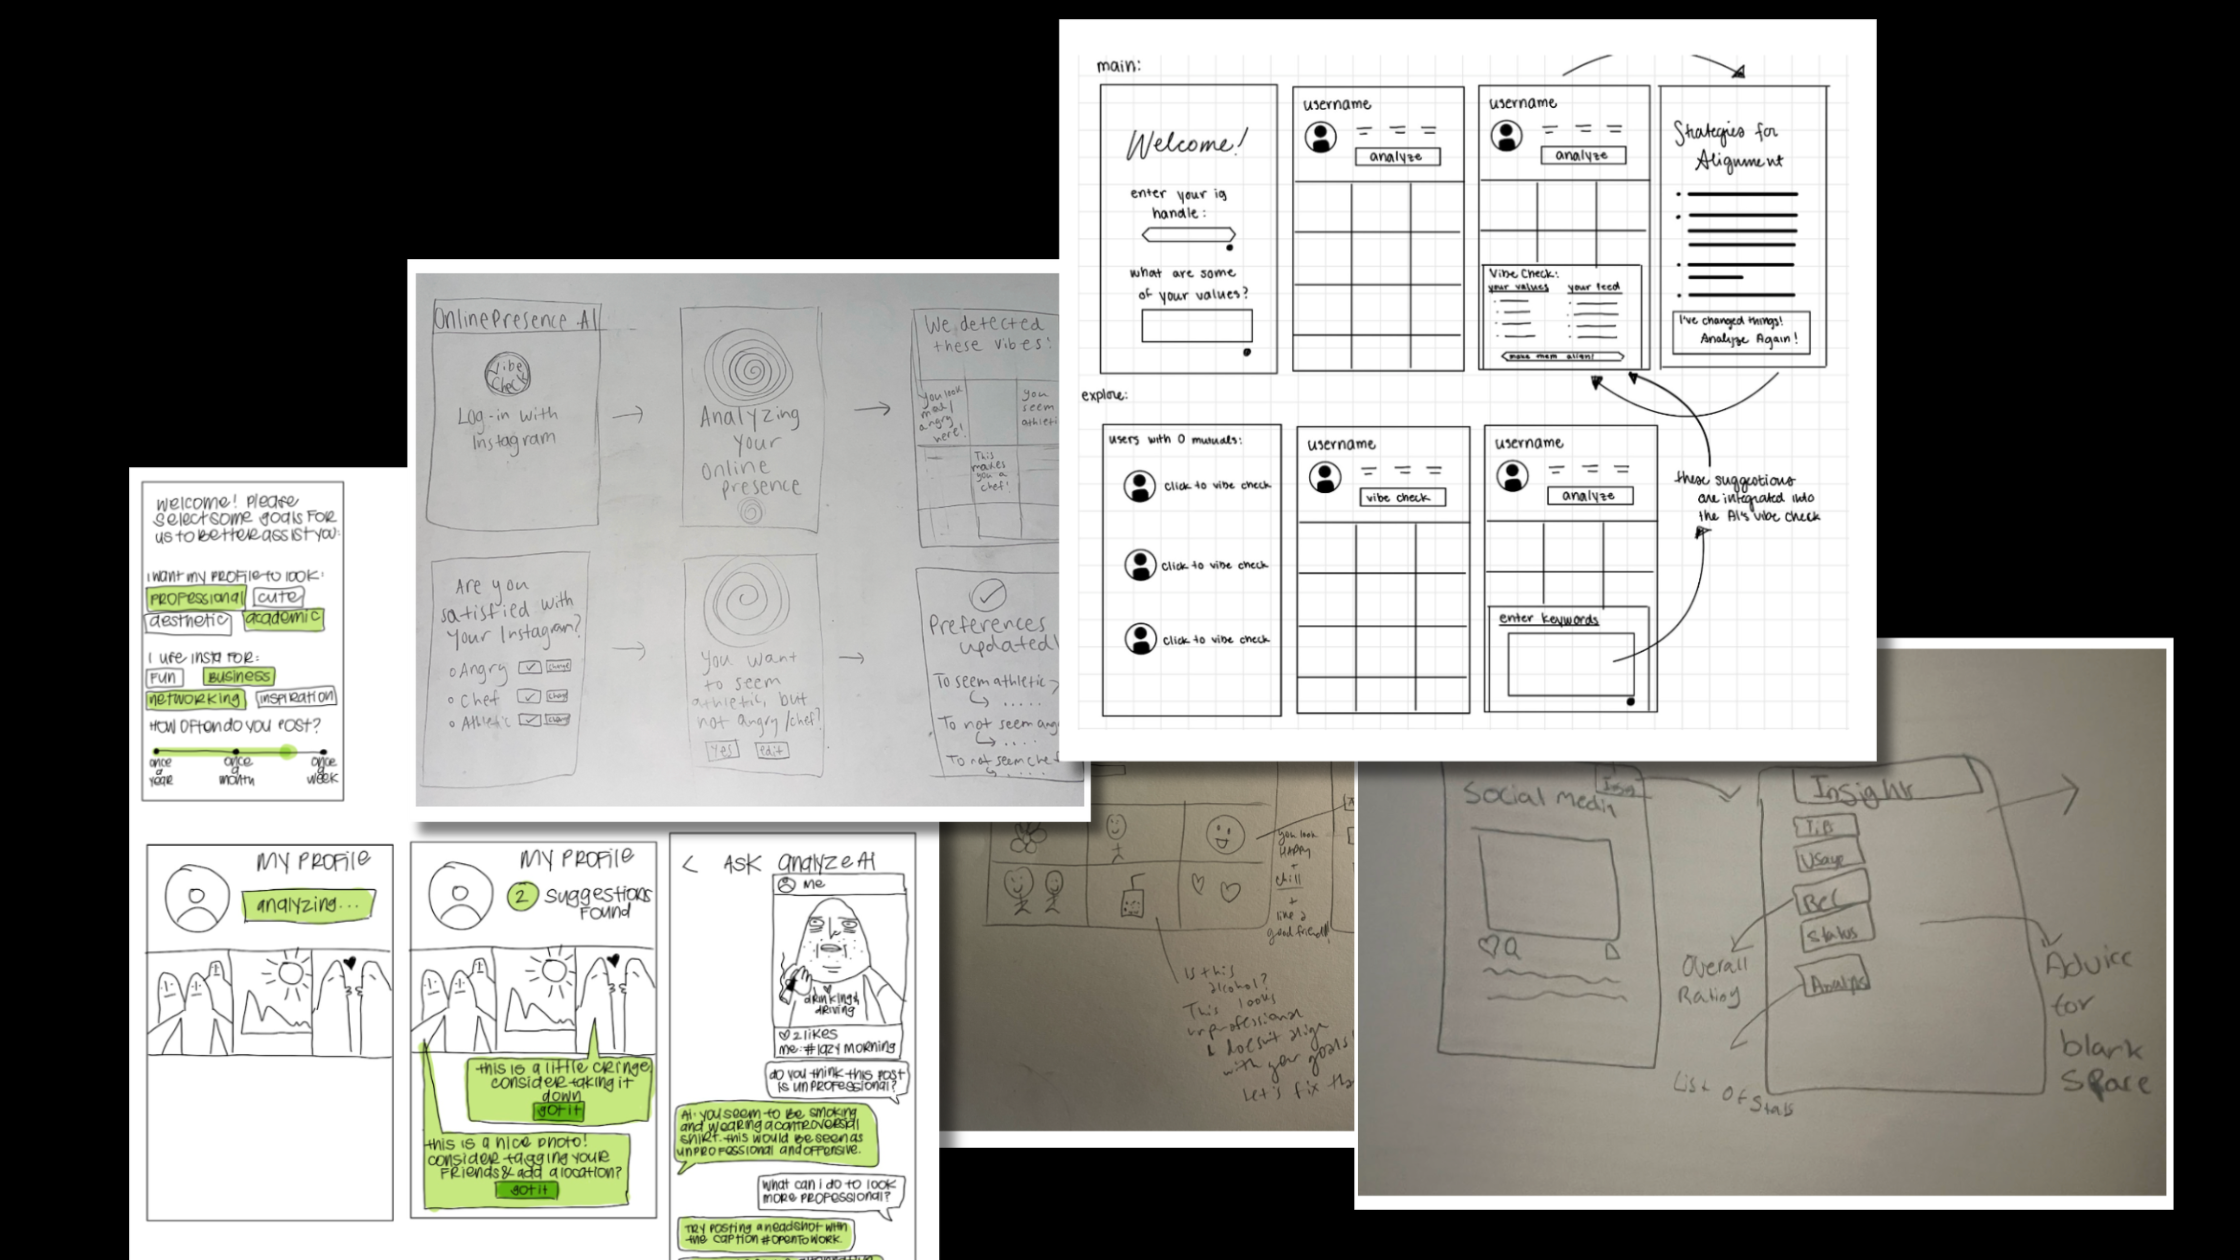 main:
Welcome!
enter your ig
handle:
what are some
of your values?
username
analyze
username
analyze
Vibe Check:
your values
your feed
make them align!
Strategies for
Alignment
I've changed things!
Analyze Again!
explore:
users with 0 mutuals:
click to vibe check
click to vibe check
click to vibe check
username
vibe check
username
analyze
enter keywords
these suggestions
are integrated into
the AI's vibe check
OnlinePresence AI
Vibe
Check
Log-in with
Instagram
Analyzing
Your
Online
presence
We detected
these vibes:
You look
mad/
angry
here!
You
seem
athleti
This
makes
you a
chef!
Are you
satisfied with
your Instagram?
Angry
Chef
Athletic
You want
to seem
athletic, but
not angry/chef?
Yes
edit
Preferences
updated!
To seem athletic
To not seem ang
To not seem chef
Welcome! Please
select some goals for
us to better assist you:
I want my profile to look:
professional
cute
aesthetic
academic
I use insta for:
fun
business
networking
inspiration
How often do you post?
once
a
year
once
a
month
once
a
week
My Profile
analyzing...
My Profile
2 suggestions
found
this is a little cringe,
consider taking it
down
got it
this is a nice photo!
consider tagging your
friends & add a location?
got it
< ASK analyze AI
me
drinking &
driving
2 likes
me: #lazy morning
do you think this post
is unprofessional?
AI: you seem to be smoking
and wearing a controversial
shirt. this would be seen as
unprofessional and offensive.
What can i do to look
more professional?
Try posting a headshot with
the caption #OpenToWork.
you look
HAPPY
+
chill
+
like a
good friend!
Is this
alcohol?
This looks
unprofessional
& doesn't align
with your goals!
Let's fix th
Social media
Insights
Usage
Rec
Status
Analysis
Overall
Rating
List of Stats
Advice
for
blank
space